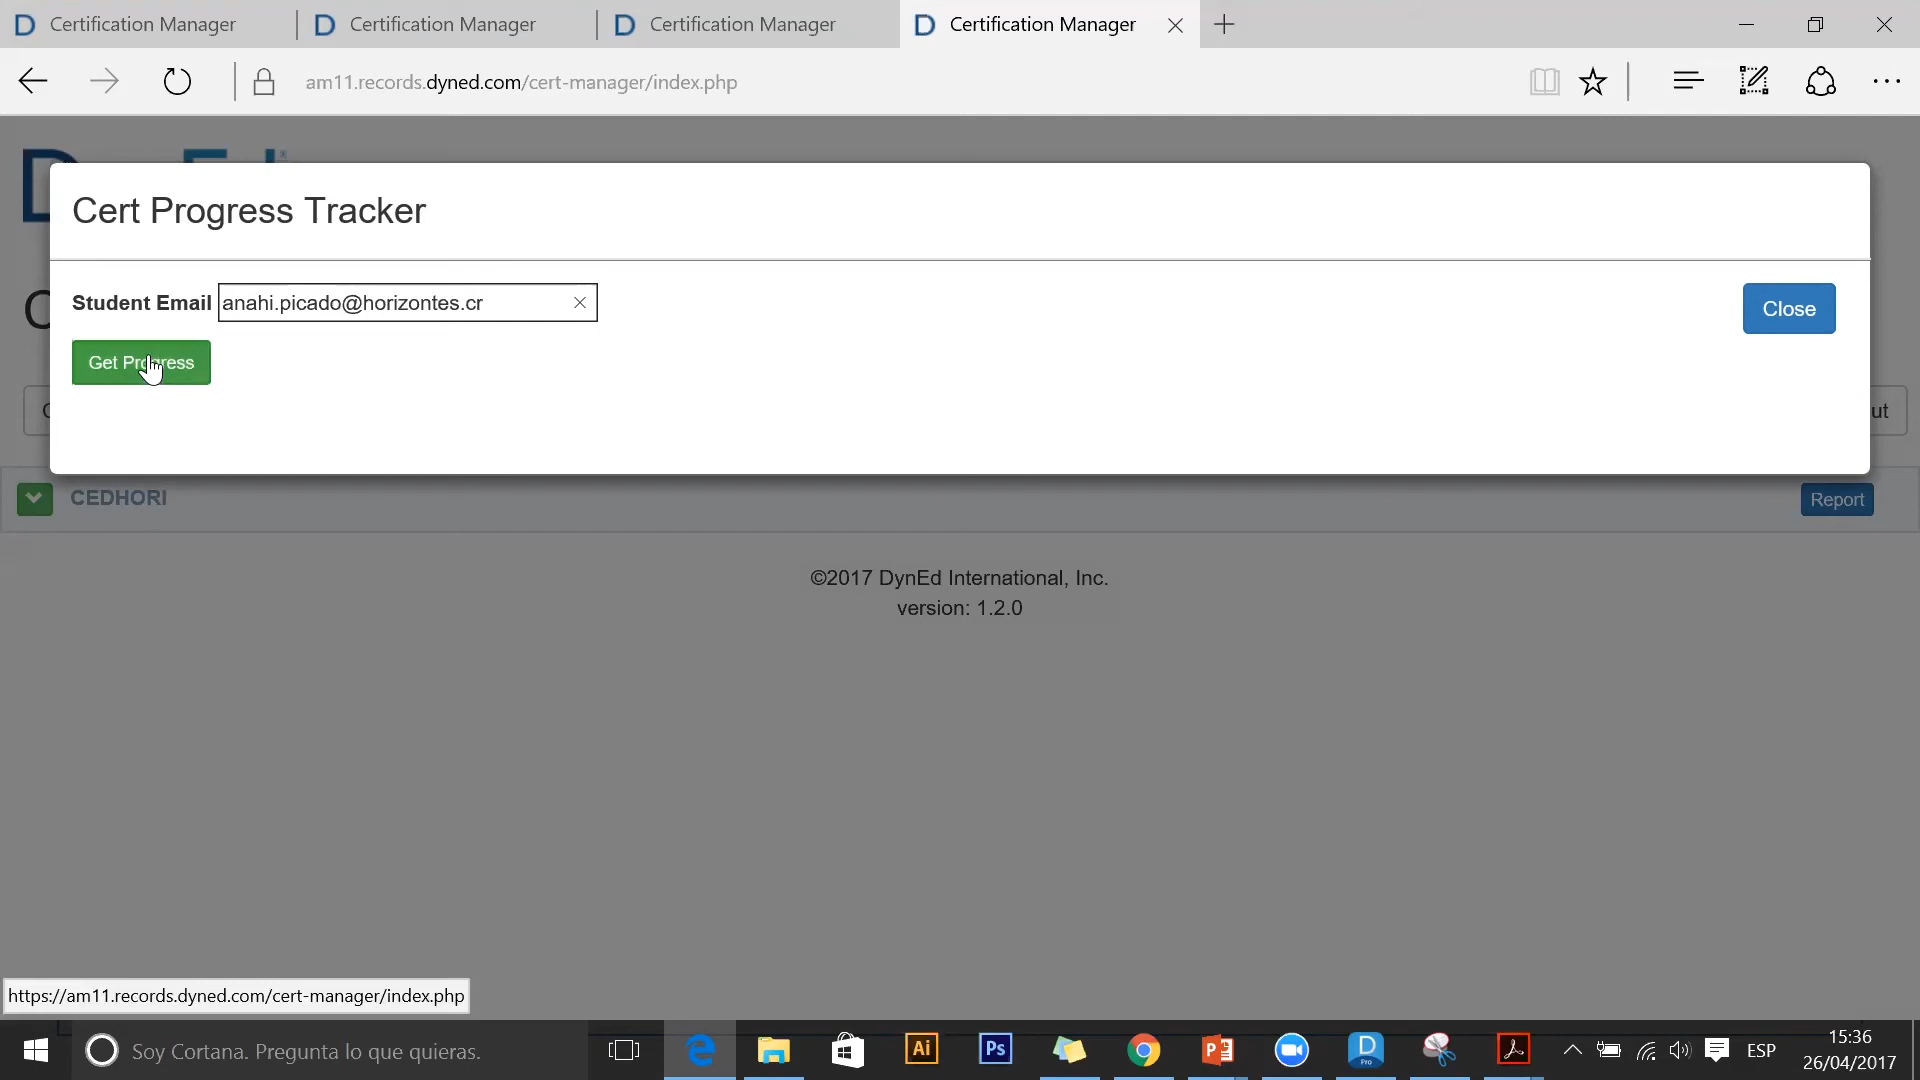 Certification Manager
Certification Manager
Certification Manager
Certification Manager
am11.records.dyned.com/cert-manager/index.php
Cert Progress Tracker
Student Email anahi.picado@horizontes.cr
Close
Get Progress
ut
CEDHORI
Report
©2017 DynEd International, Inc.
version: 1.2.0
https://am11.records.dyned.com/cert-manager/index.php
Soy Cortana. Pregunta lo que quieras.
Ai
Ps
D
Pro
ESP
15:36
26/04/2017